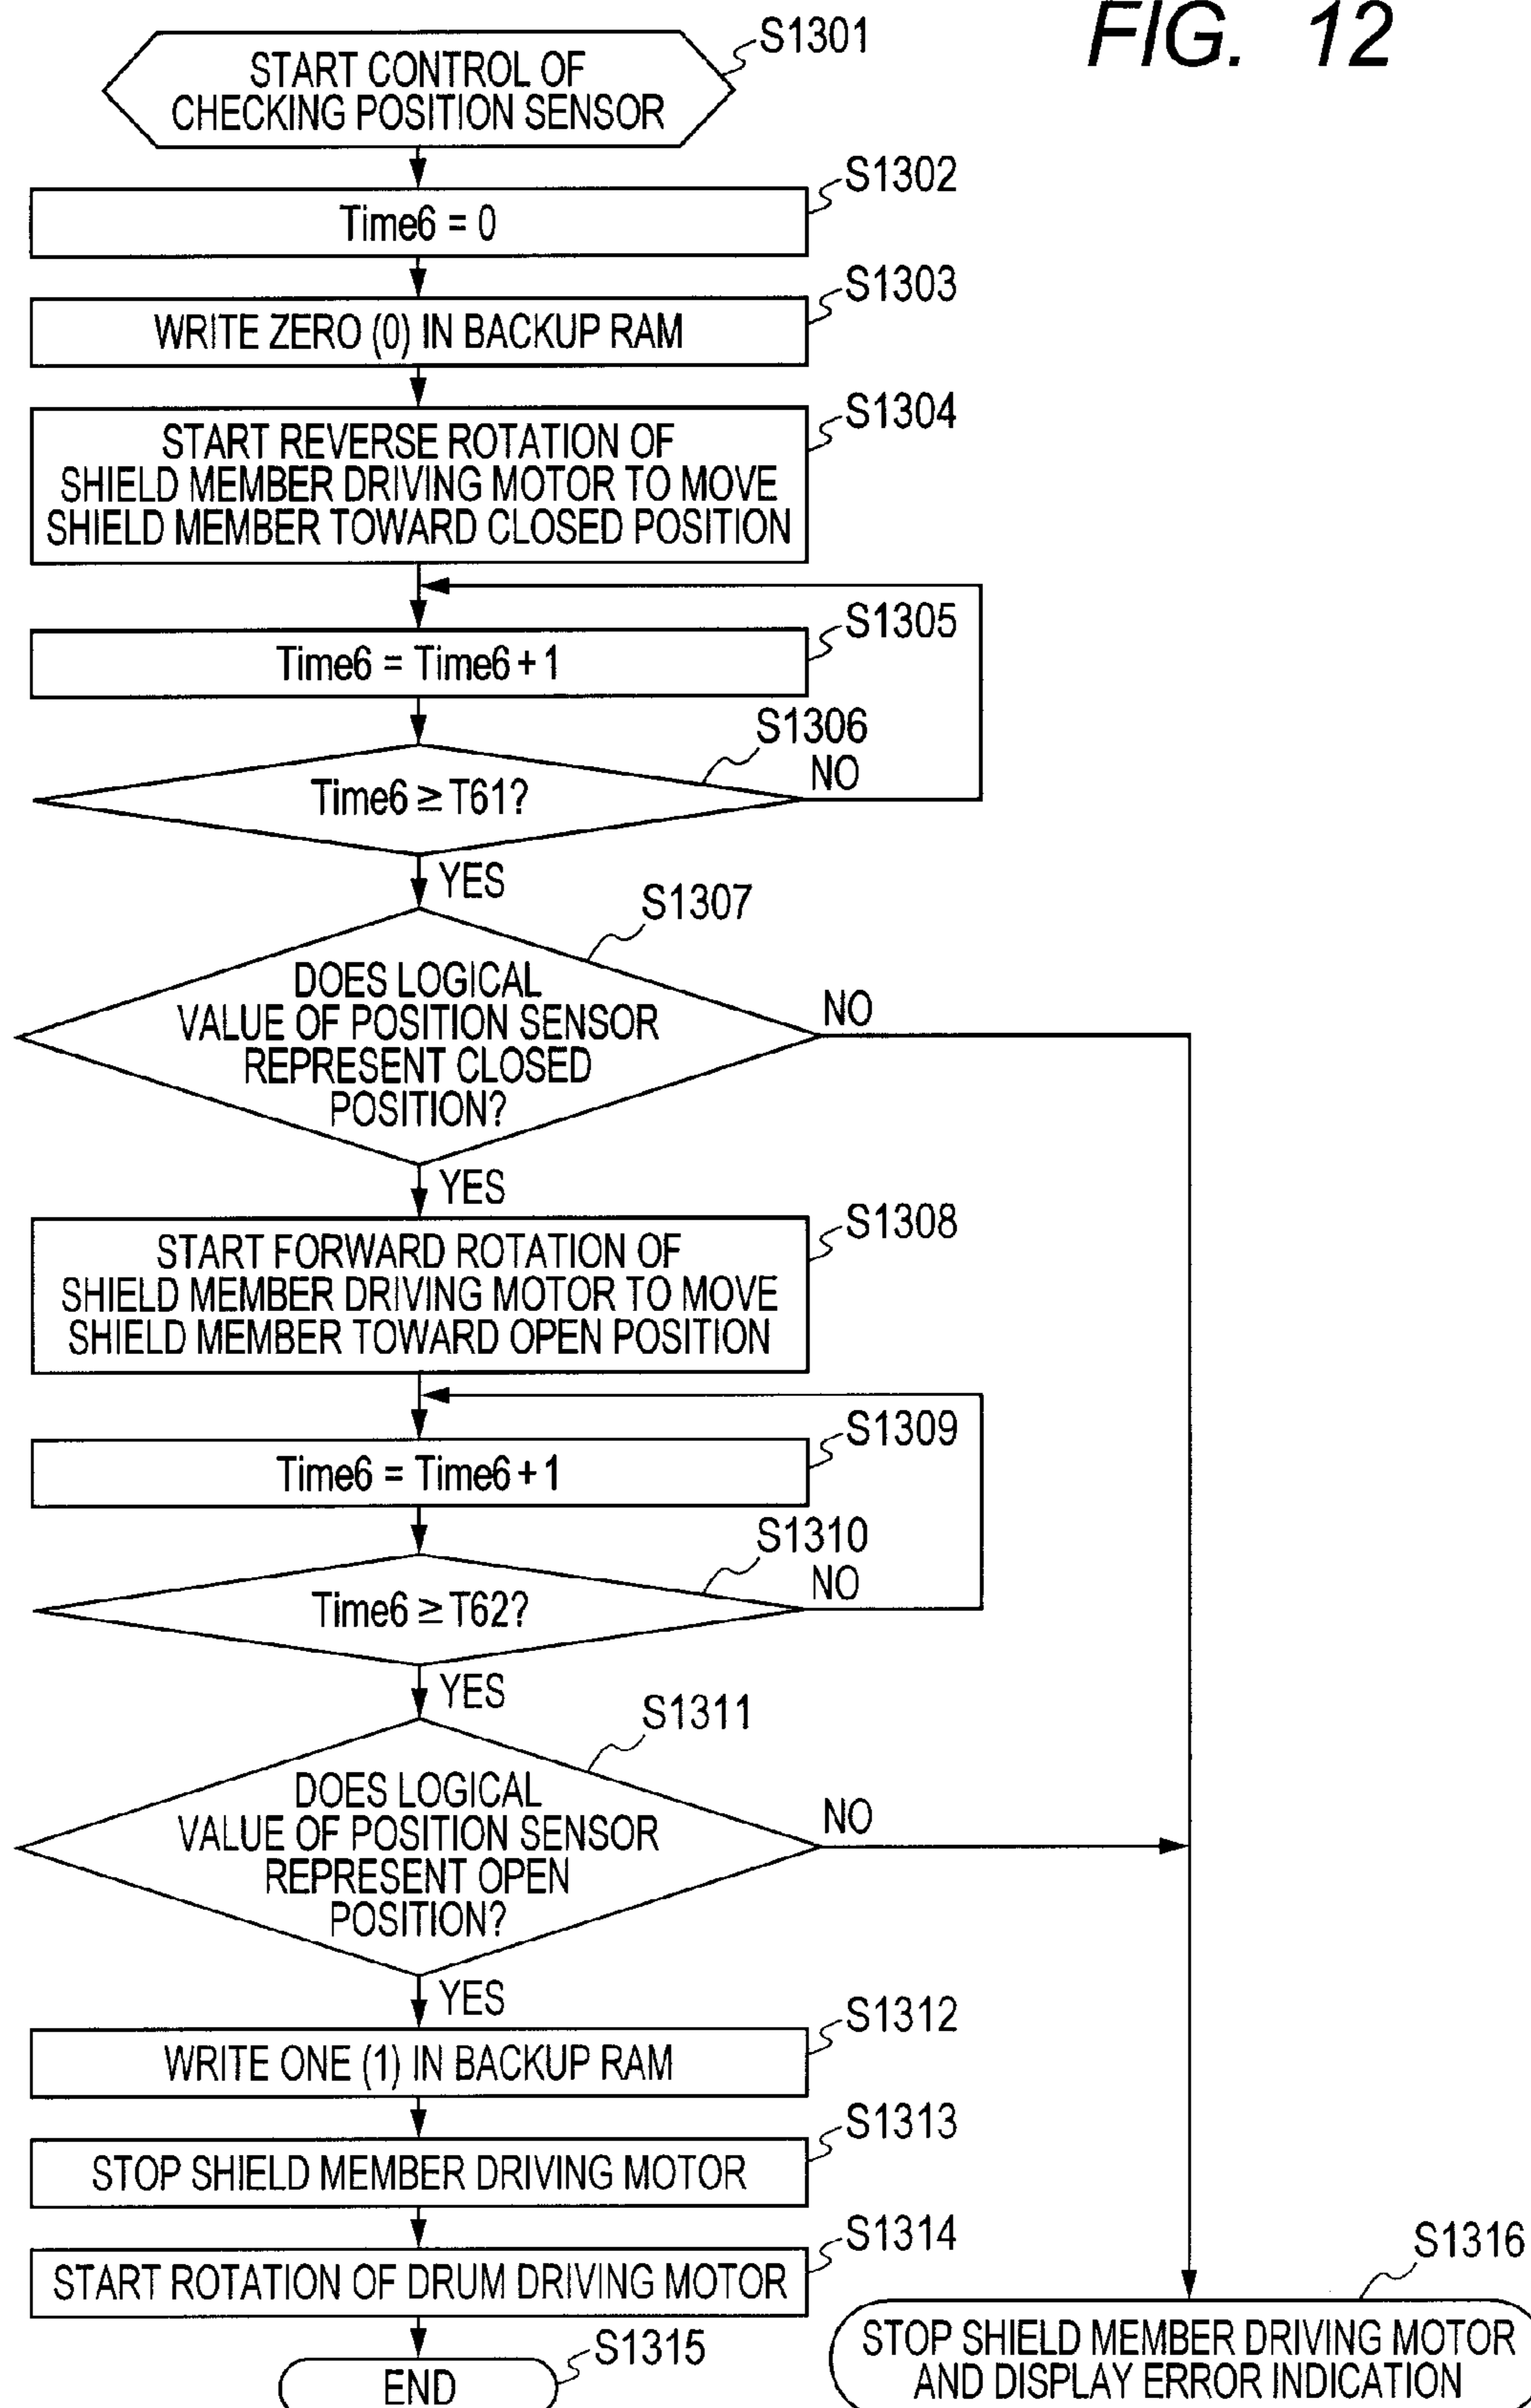 FIG. 12
S1301
START CONTROL OF
CHECKING POSITION SENSOR
S1302
Time6 = 0
S1303
WRITE ZERO (0) IN BACKUP RAM
S1304
START REVERSE ROTATION OF
SHIELD MEMBER DRIVING MOTOR TO MOVE
SHIELD MEMBER TOWARD CLOSED POSITION
S1305
Time6 = Time6 + 1
S1306
NO
Time6 ≥ T61?
YES
S1307
DOES LOGICAL
VALUE OF POSITION SENSOR
REPRESENT CLOSED
POSITION?
NO
YES
S1308
START FORWARD ROTATION OF
SHIELD MEMBER DRIVING MOTOR TO MOVE
SHIELD MEMBER TOWARD OPEN POSITION
S1309
Time6 = Time6 + 1
S1310
NO
Time6 ≥ T62?
YES
S1311
DOES LOGICAL
VALUE OF POSITION SENSOR
REPRESENT OPEN
POSITION?
NO
YES
S1312
WRITE ONE (1) IN BACKUP RAM
S1313
STOP SHIELD MEMBER DRIVING MOTOR
S1314
START ROTATION OF DRUM DRIVING MOTOR
S1315
END
S1316
STOP SHIELD MEMBER DRIVING MOTOR
AND DISPLAY ERROR INDICATION